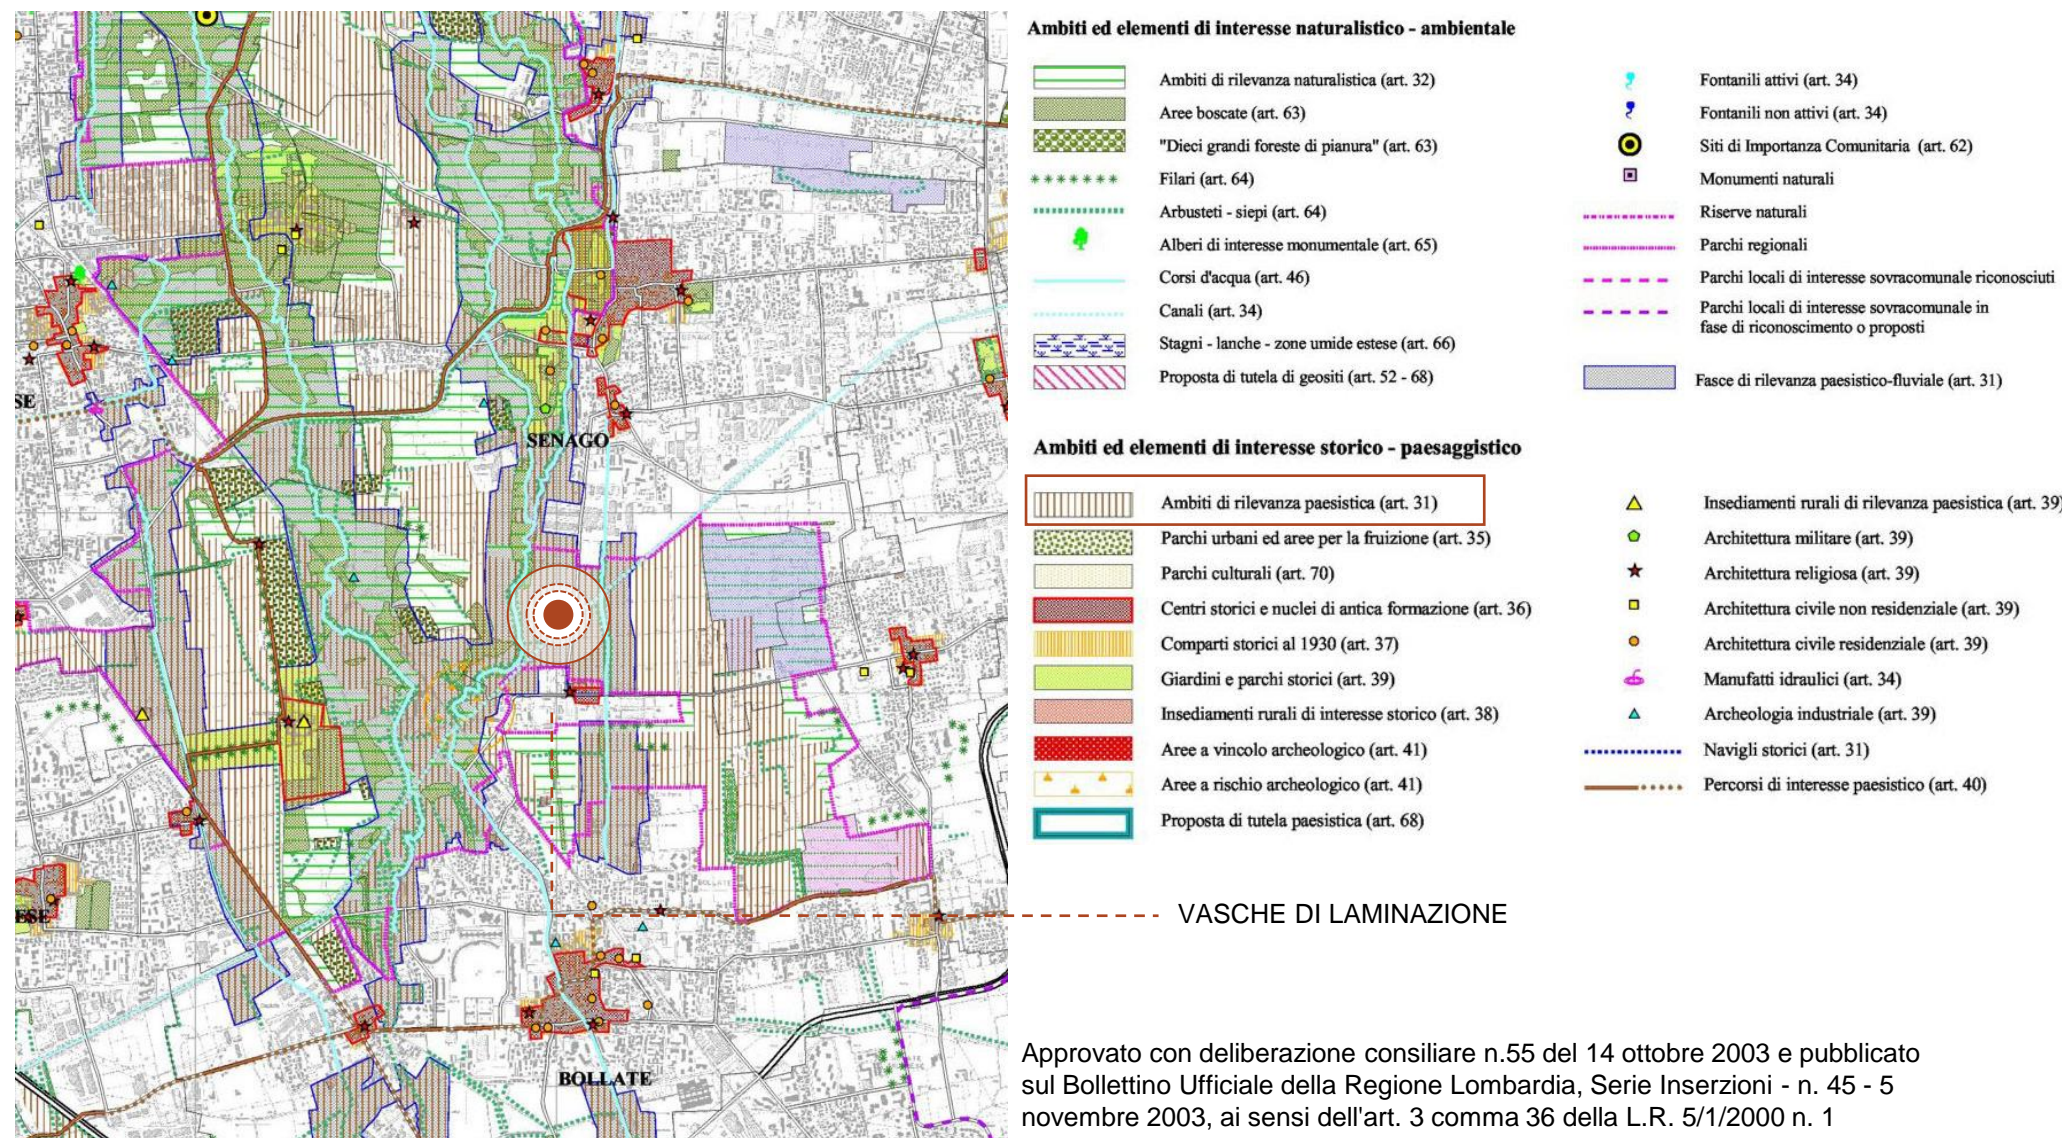 SE
SENAGO
ESE
BOLLATE
BOLLATE
Ambiti ed elementi di interesse naturalistico - ambientale
Ambiti di rilevanza naturalistica (art. 32)
Aree boscate (art. 63)
"Dieci grandi foreste di pianura" (art. 63)
Filari (art. 64)
Arbusteti - siepi (art. 64)
Alberi di interesse monumentale (art. 65)
Corsi d'acqua (art. 46)
Canali (art. 34)
Stagni - lanche - zone umide estese (art. 66)
Proposta di tutela di geositi (art. 52 - 68)
Fontanili attivi (art. 34)
Fontanili non attivi (art. 34)
Siti di Importanza Comunitaria (art. 62)
Monumenti naturali
Riserve naturali
Parchi regionali
Parchi locali di interesse sovracomunale riconosciuti
Parchi locali di interesse sovracomunale in
fase di riconoscimento o proposti
Fasce di rilevanza paesistico-fluviale (art. 31)
Ambiti ed elementi di interesse storico - paesaggistico
Ambiti di rilevanza paesistica (art. 31)
Parchi urbani ed aree per la fruizione (art. 35)
Parchi culturali (art. 70)
Centri storici e nuclei di antica formazione (art. 36)
Comparti storici al 1930 (art. 37)
Giardini e parchi storici (art. 39)
Insediamenti rurali di interesse storico (art. 38)
Aree a vincolo archeologico (art. 41)
Aree a rischio archeologico (art. 41)
Proposta di tutela paesistica (art. 68)
Insediamenti rurali di rilevanza paesistica (art. 39)
Architettura militare (art. 39)
Architettura religiosa (art. 39)
Architettura civile non residenziale (art. 39)
Architettura civile residenziale (art. 39)
Manufatti idraulici (art. 34)
Archeologia industriale (art. 39)
Navigli storici (art. 31)
Percorsi di interesse paesistico (art. 40)
VASCHE DI LAMINAZIONE
Approvato con deliberazione consiliare n.55 del 14 ottobre 2003 e pubblicato
sul Bollettino Ufficiale della Regione Lombardia, Serie Inserzioni - n. 45 - 5
novembre 2003, ai sensi dell'art. 3 comma 36 della L.R. 5/1/2000 n. 1